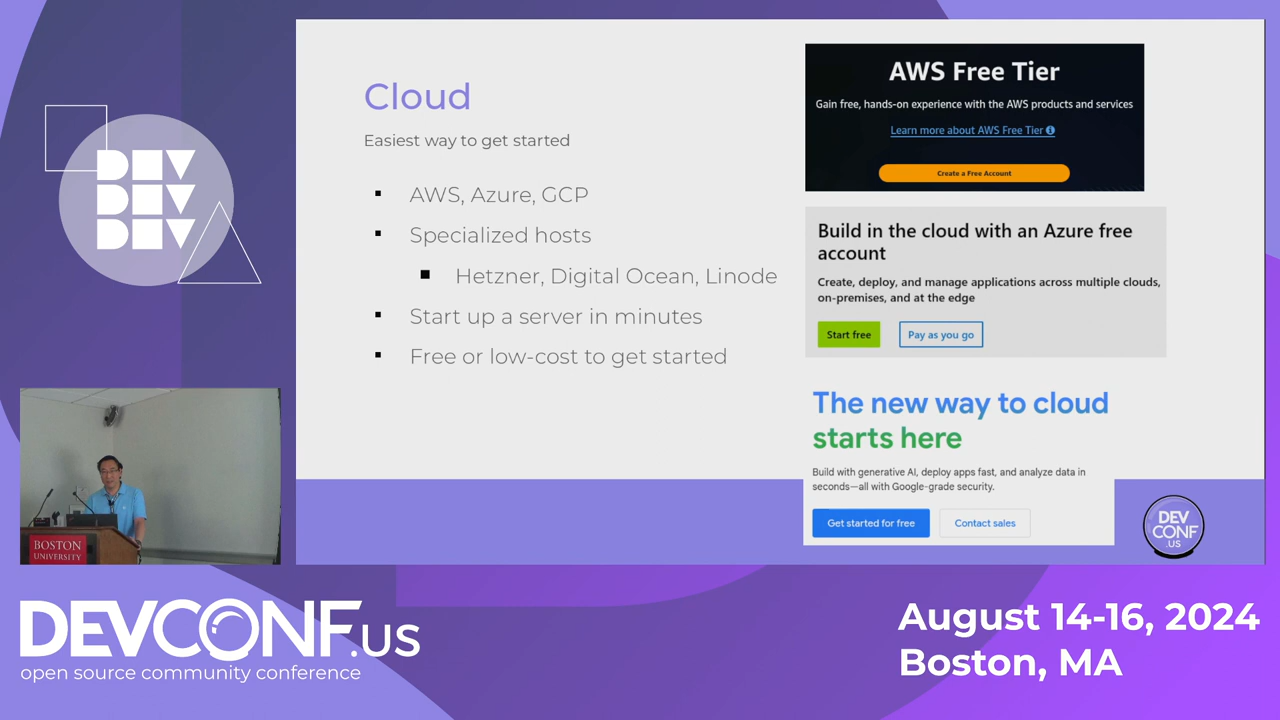 DEV
DEV
DEV
Cloud
Easiest way to get started
▪ AWS, Azure, GCP
▪ Specialized hosts
▪ Hetzner, Digital Ocean, Linode
▪ Start up a server in minutes
▪ Free or low-cost to get started
AWS Free Tier
Gain free, hands-on experience with the AWS products and services
Learn more about AWS Free Tier
Create a Free Account
Build in the cloud with an Azure free
account
Create, deploy, and manage applications across multiple clouds,
on-premises, and at the edge
Start free
Pay as you go
The new way to cloud
starts here
Build with generative AI, deploy apps fast, and analyze data in
seconds—all with Google-grade security.
Get started for free
Contact sales
DEV
CONF
.US
BOSTON
UNIVERSITY
DEVCONF.US
open source community conference
August 14-16, 2024
Boston, MA